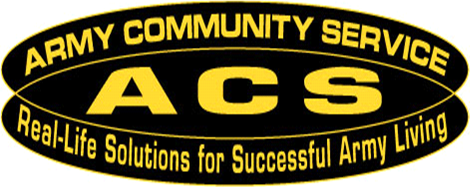 ARMY COMMUNITY SERVICE
ACS
Real-Life Solutions for Successful Army Living